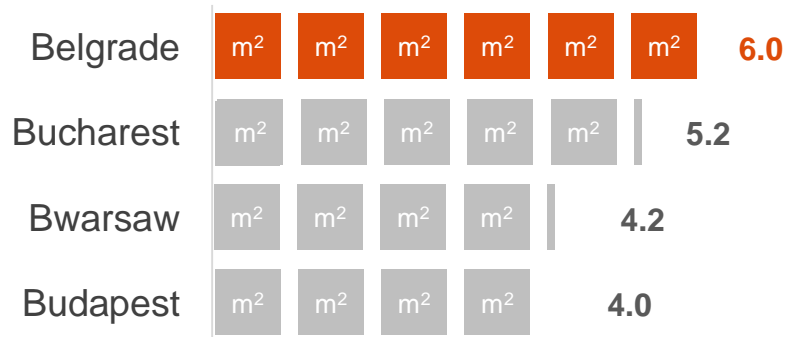 Belgrade m² m² m² m² m² m² 6.0
Bucharest m² m² m² m² m² 5.2
Bwarsaw m² m² m² m² 4.2
Budapest m² m² m² m² 4.0